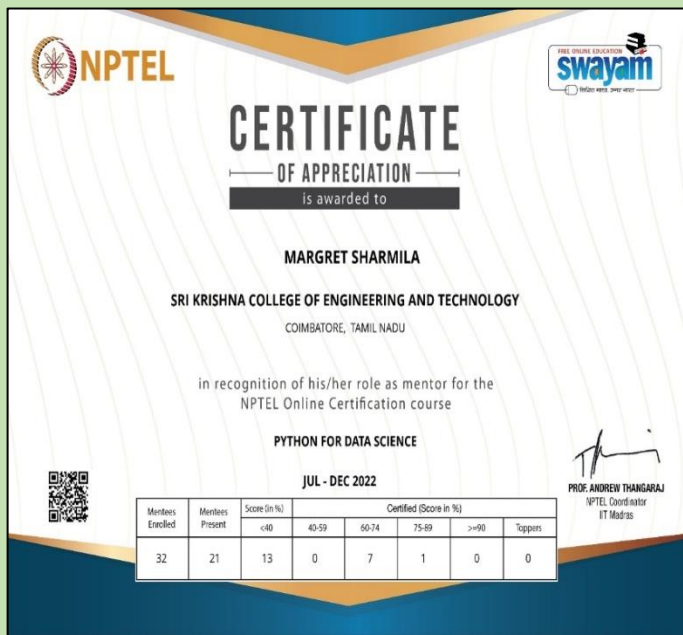 NPTEL
FREE ONLINE EDUCATION
swayam
शिक्षित भारत, उन्नत भारत
CERTIFICATE
OF APPRECIATION
is awarded to
MARGRET SHARMILA
SRI KRISHNA COLLEGE OF ENGINEERING AND TECHNOLOGY
COIMBATORE, TAMIL NADU
in recognition of his/her role as mentor for the
NPTEL Online Certification course
PYTHON FOR DATA SCIENCE
JUL - DEC 2022
PROF. ANDREW THANGARAJ
NPTEL Coordinator
IIT Madras
Mentees Enrolled Mentees Present Score (in %) Certified (Score in %)
<40 40-59 60-74 75-89 >=90 Toppers
32 21 13 0 7 1 0 0